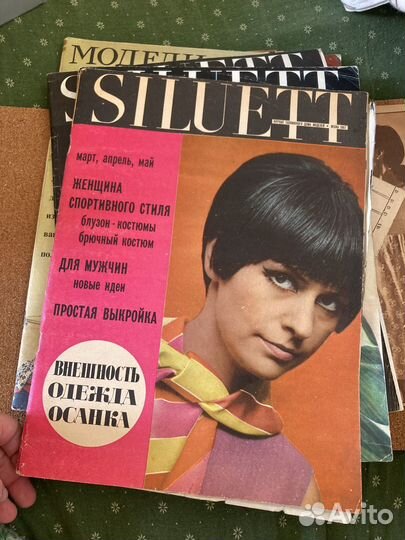 МОДЕЛИ
SILUETT
SILUETT
март, апрель, май
ЖЕНЩИНА
СПОРТИВНОГО СТИЛЯ
блузон-костюмы
брючный костюм
ДЛЯ МУЖЧИН
новые идеи
ПРОСТАЯ ВЫКРОЙКА
ВНЕШНОСТЬ
ОДЕЖДА
ОСАНКА
Avito